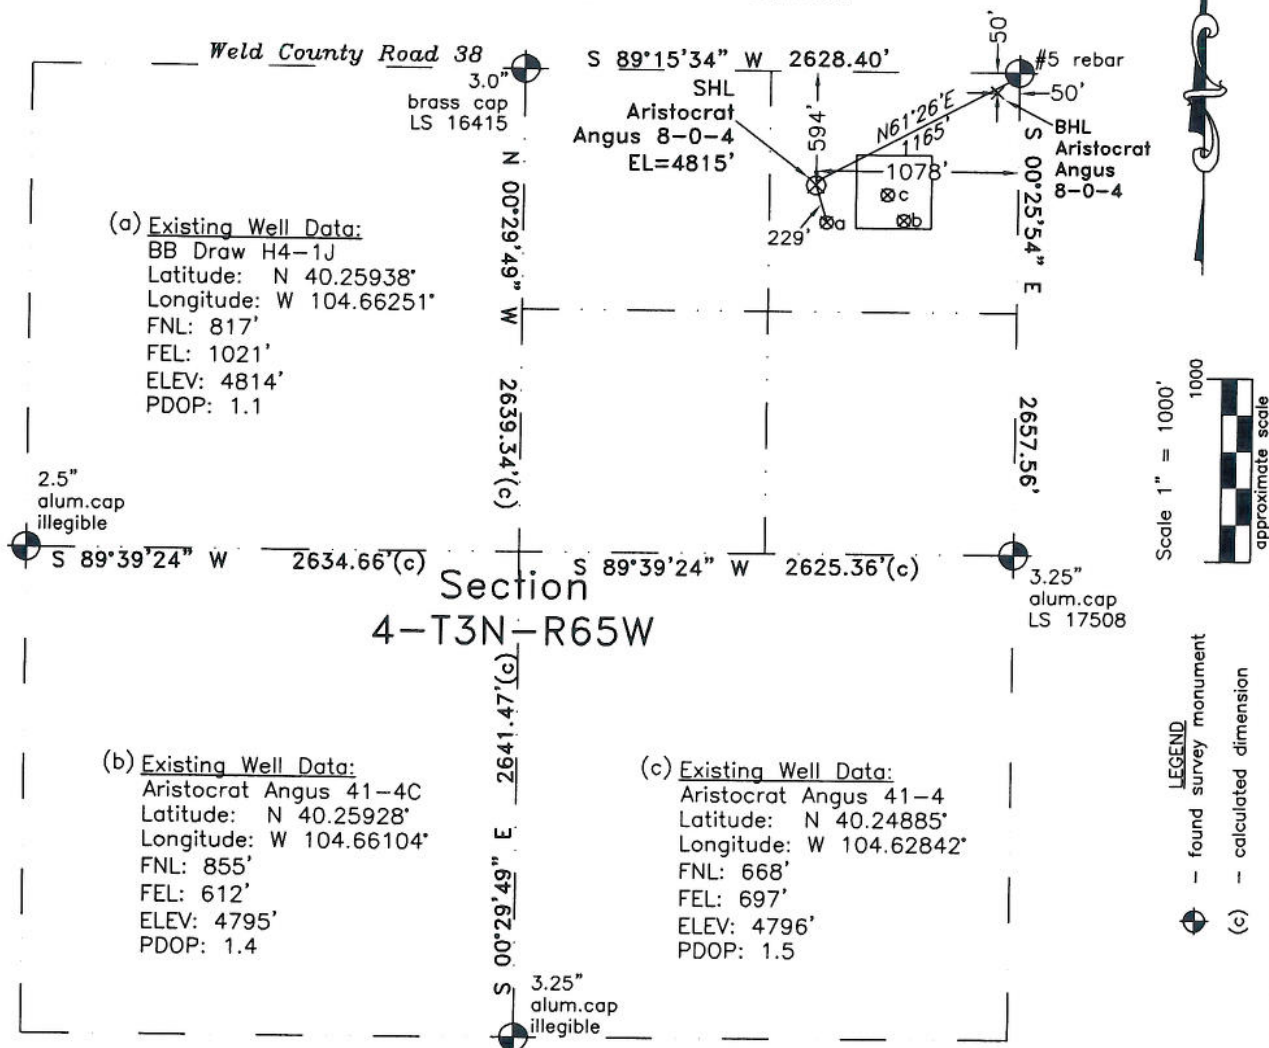 Weld County Road 38
S 89°15'34" W 2628.40'
50'
#5 rebar
50'
3.0"
brass cap
LS 16415
SHL
Aristocrat
Angus 8-0-4
EL=4815'
594'
N61°26'E
1165'
1078'
229'
a
b
c
BHL
Aristocrat
Angus
8-0-4
N 00°29'49" W 2639.34'(c)
S 00°25'54" E 2657.56'
(a) Existing Well Data:
BB Draw H4-1J
Latitude: N 40.25938°
Longitude: W 104.66251°
FNL: 817'
FEL: 1021'
ELEV: 4814'
PDOP: 1.1
2.5"
alum.cap
illegible
S 89°39'24" W 2634.66'(c)
S 89°39'24" W 2625.36'(c)
3.25"
alum.cap
LS 17508
Section
4-T3N-R65W
S 00°29'49" E 2641.47'(c)
(b) Existing Well Data:
Aristocrat Angus 41-4C
Latitude: N 40.25928°
Longitude: W 104.66104°
FNL: 855'
FEL: 612'
ELEV: 4795'
PDOP: 1.4
(c) Existing Well Data:
Aristocrat Angus 41-4
Latitude: N 40.24885°
Longitude: W 104.62842°
FNL: 668'
FEL: 697'
ELEV: 4796'
PDOP: 1.5
3.25"
alum.cap
illegible
Scale 1" = 1000'
1000
approximate scale
LEGEND
- found survey monument
(c) - calculated dimension